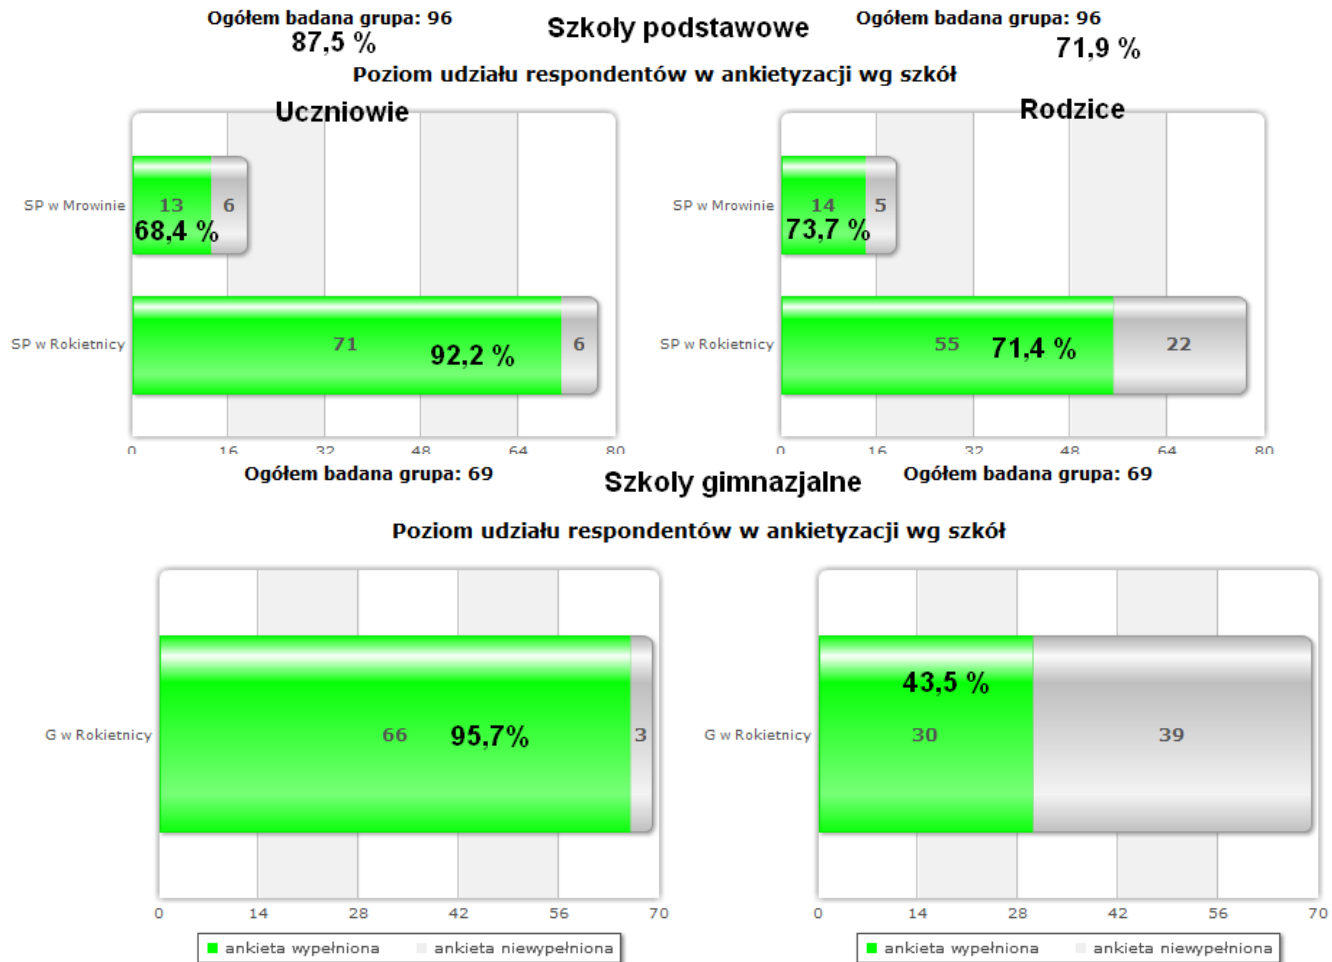 Ogółem badana grupa: 96
87,5 %
Szkoły podstawowe
Ogółem badana grupa: 96
71,9 %
Poziom udziału respondentów w ankietyzacji wg szkół
Uczniowie
Rodzice
SP w Mrowinie
13
6
68,4 %
SP w Rokietnicy
71
92,2 %
6
0 16 32 48 64 80
SP w Mrowinie
14
5
73,7 %
SP w Rokietnicy
55
71,4 %
22
0 16 32 48 64 80
Ogółem badana grupa: 69
Szkoly gimnazjalne
Ogółem badana grupa: 69
Poziom udziału respondentów w ankietyzacji wg szkół
G w Rokietnicy
66
95,7%
3
0 14 28 42 56 70
ankieta wypełniona ankieta niewypełniona
43,5 %
G w Rokietnicy
30
39
0 14 28 42 56 70
ankieta wypełniona ankieta niewypełniona